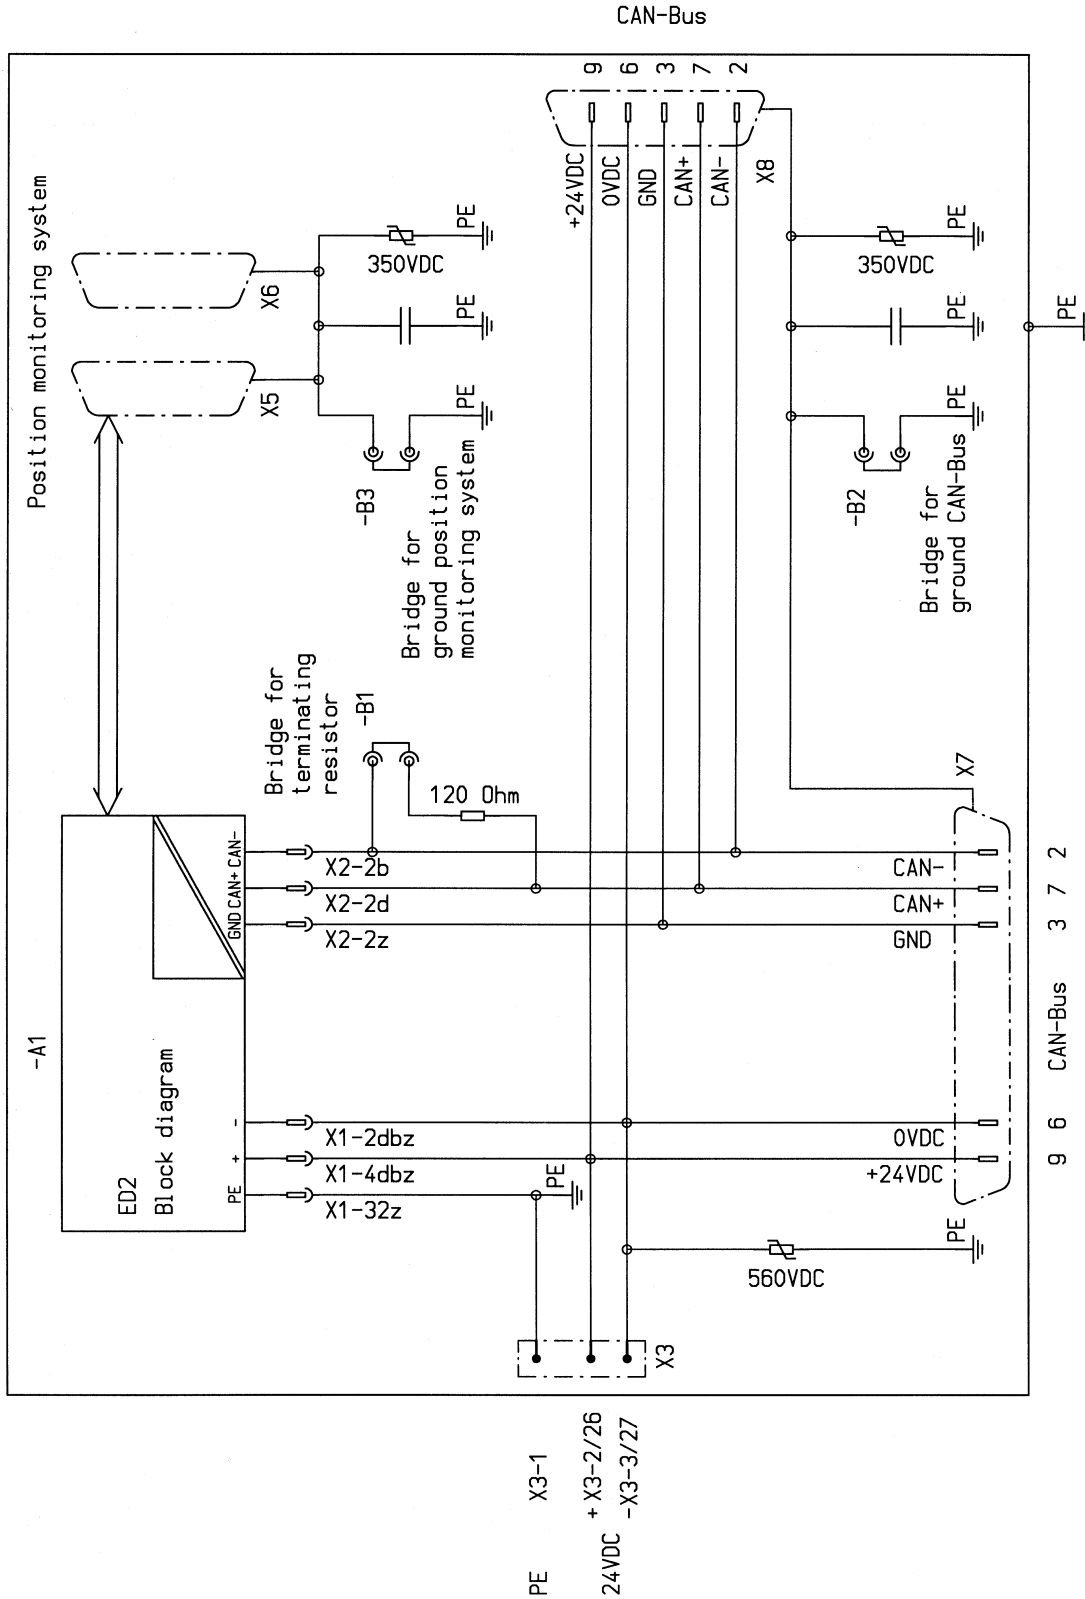 CAN-Bus
Position monitoring system
9
6
3
7
2
+24VDC
0VDC
GND
CAN+
CAN-
X8
X6
X5
350VDC
PE
PE
PE
-B3
Bridge for
ground position
monitoring system
350VDC
PE
PE
PE
PE
-B2
Bridge for
ground CAN-Bus
Bridge for
terminating
resistor
-B1
120 Ohm
X7
-A1
ED2
Block diagram
CAN-
CAN+
GND
-
+
PE
X2-2b
X2-2d
X2-2z
X1-2dbz
X1-4dbz
X1-32z
PE
CAN-
CAN+
GND
0VDC
+24VDC
2
7
3
CAN-Bus
6
9
560VDC
PE
X3
PE X3-1
24VDC + X3-2/26
-X3-3/27